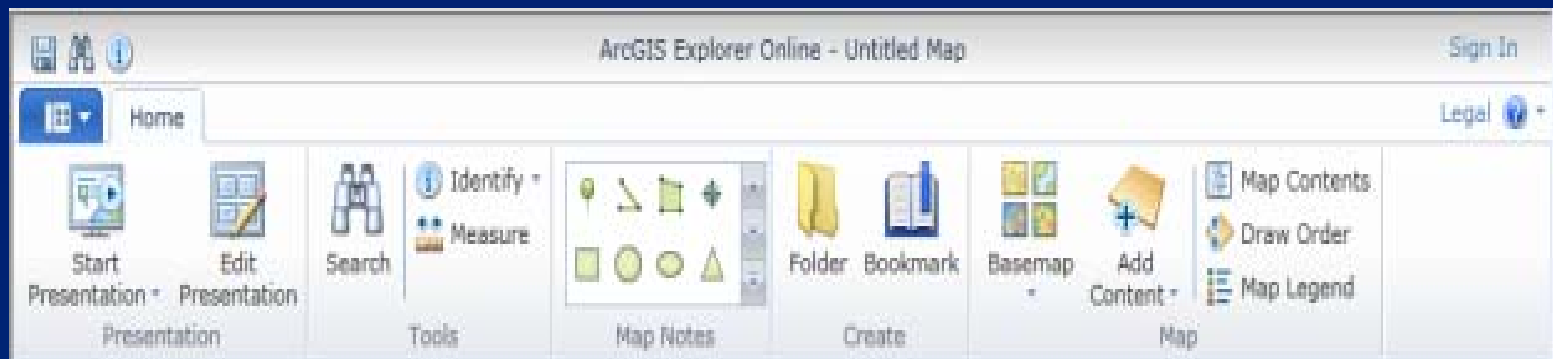 ArcGIS Explorer Online - Untitled Map
Sign In
Home
Legal
Start Presentation
Edit Presentation
Presentation
Search
Identify
Measure
Tools
Map Notes
Folder
Bookmark
Create
Basemap
Add Content
Map Contents
Draw Order
Map Legend
Map